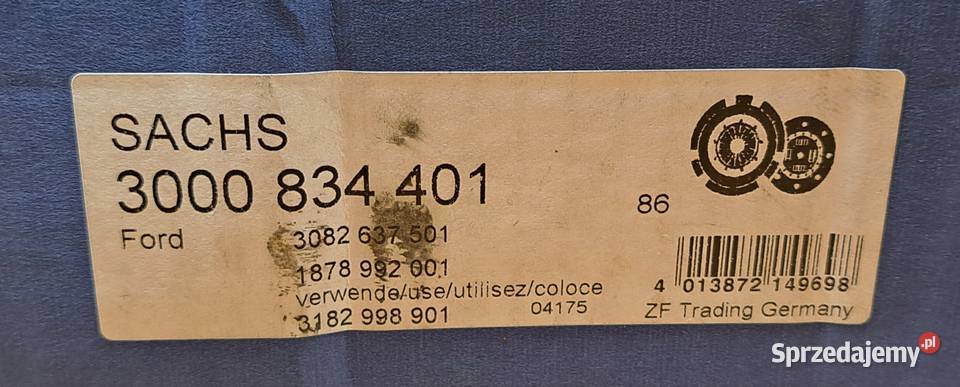 SACHS
3000 834 401
86
Ford 3082 637 501
1878 992 001
verwende/use/utilisez/coloce
3182 998 901
04175
4 013872 149698
ZF Trading Germany
Sprzedajemy.pl